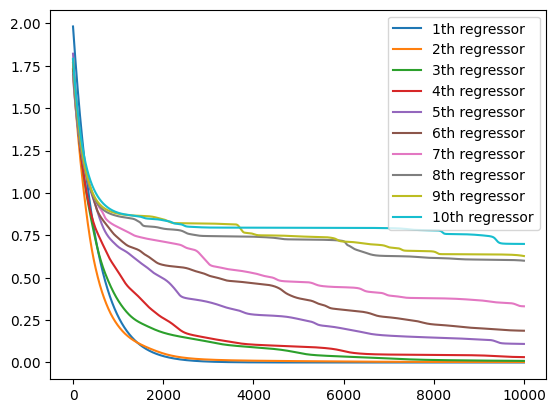 2.00
1.75
1.50
1.25
1.00
0.75
0.50
0.25
0.00
0
2000
4000
6000
8000
10000
1th regressor
2th regressor
3th regressor
4th regressor
5th regressor
6th regressor
7th regressor
8th regressor
9th regressor
10th regressor